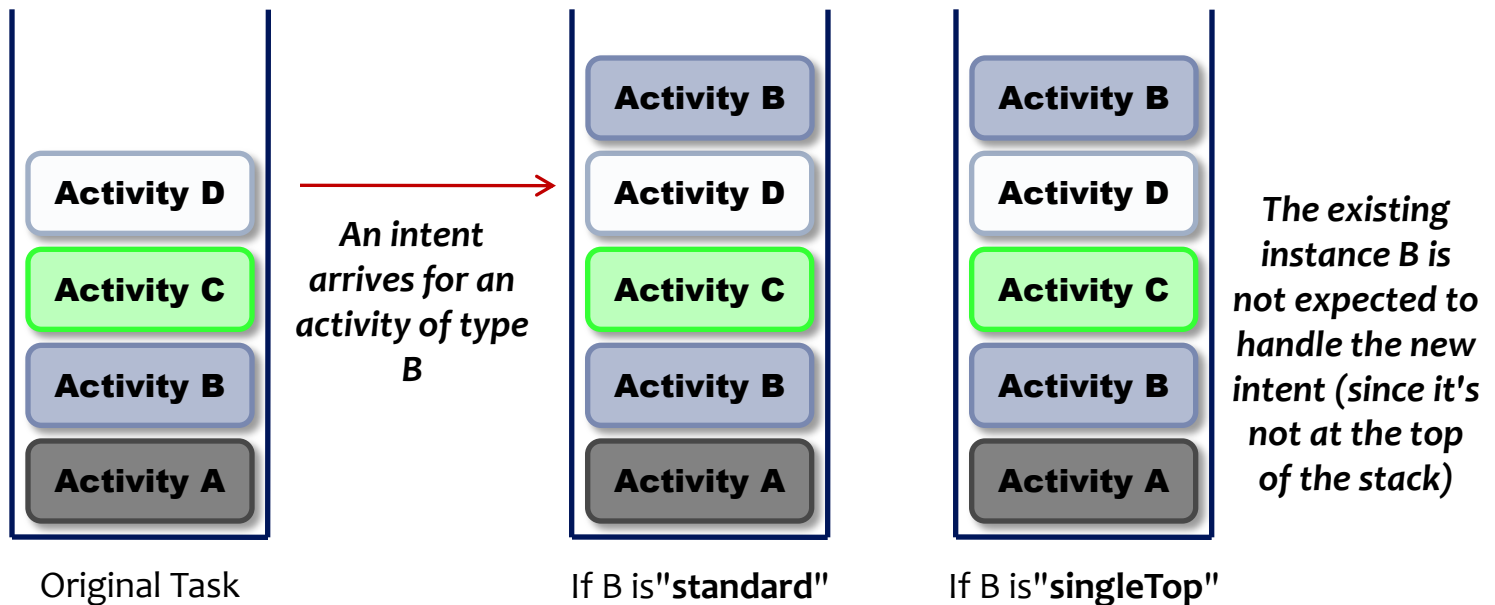 Activity D
Activity C
Activity B
Activity A
Original Task
An intent
arrives for an
activity of type
B
Activity B
Activity D
Activity C
Activity B
Activity A
If B is"standard"
Activity B
Activity D
Activity C
Activity B
Activity A
If B is"singleTop"
The existing
instance B is
not expected to
handle the new
intent (since it's
not at the top
of the stack)